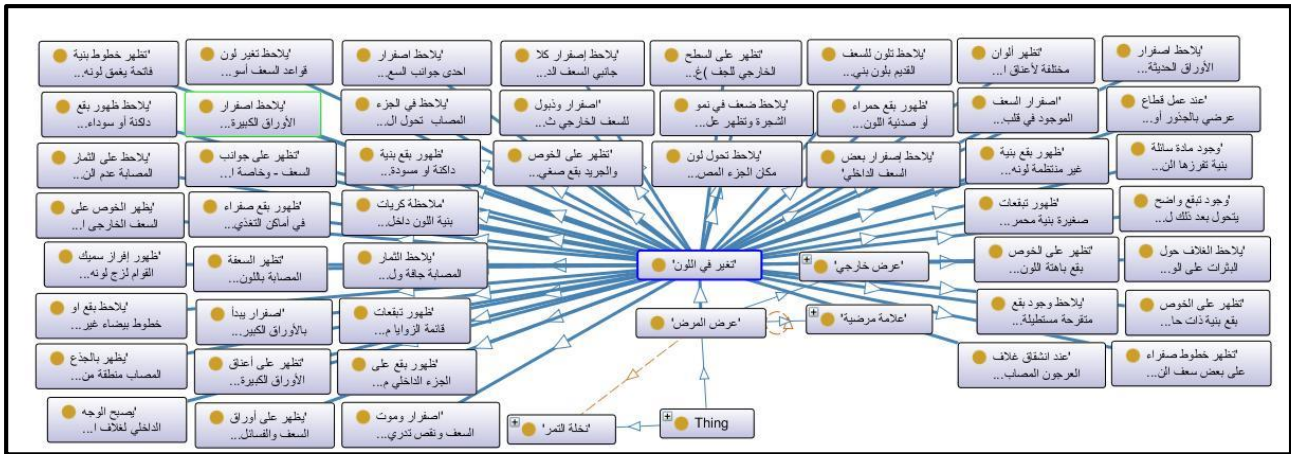 'يلاحظ اصفرار
الأوراق الحديثة...
'تظهر ألوان
مختلفة لأعناق ا...
'يلاحظ تلون للسعف
القديم بلون بني...
'تظهر على السطح
الخارجي للجف )غ...
'يلاحظ إصفرار كلا
جانبي السعف الد...
'يلاحظ اصفرار
احدى جوانب السع...
'يلاحظ تغير لون
قواعد السعف أسو...
'تظهر خطوط بنية
فاتحة يغمق لونه...
'عند عمل قطاع
عرضي بالجذور أو...
'اصفرار السعف
الموجود في قلب...
'ظهور بقع حمراء
أو صدئية اللون...
'يلاحظ ضعف في نمو
الشجرة وتظهر عل...
'اصفرار وذبول
للسعف الخارجي ث...
'يلاحظ في الجزء
المصاب تحول ال...
'يلاحظ اصفرار
الأوراق الكبيرة...
'يلاحظ ظهور بقع
داكنة أو سوداء...
'وجود مادة سائلة
بنية تفرزها الن...
'ظهور بقع بنية
غير منتظمة لونه...
'يلاحظ إصفرار بعض
السعف الداخلي'
'يلاحظ تحول لون
مكان الجزء المص...
'تظهر على الخوص
والجريد بقع صغي...
'ظهور بقع بنية
داكنة او مسودة...
'تظهر على جوانب
السعف - وخاصة ا...
'يلاحظ على الثمار
المصابة عدم الن...
'وجود تبقع واضح
يتحول بعد ذلك ل...
'ظهور تبقعات
صغيرة بنية محمر...
'ملاحظة كريات
بنية اللون داخل...
'ظهور بقع صفراء
في أماكن التغذي...
'يظهر الخوص على
السعف الخارجي ا...
'يلاحظ الغلاف حول
البثرات على الو...
'تظهر على الخوص
بقع باهتة اللون...
'عرض خارجي'
'تغير في اللون'
'يلاحظ الثمار
المصابة جافة ول...
'تظهر السعفة
المصابة باللون...
'ظهور إفراز سميك
القوام لزج لونه...
'تظهر على الخوص
بقع بنية ذات حا...
'يلاحظ وجود بقع
متقرحة مستطيلة...
'علامة مرضية'
'عرض المرض'
'ظهور تبقعات
قاتمة الزوايا م...
'اصفرار يبدأ
بالأوراق الكبير...
'يلاحظ بقع او
خطوط بيضاء غير...
'تظهر خطوط صفراء
على بعض سعف الن...
'عند انشقاق غلاف
العرجون المصاب...
'ظهور بقع على
الجزء الداخلي م...
'تظهر على أعناق
الأوراق الكبيرة...
'يظهر بالجذع
المصاب منطقة من...
Thing
'نخلة التمر'
'اصفرار وموت
السعف ونقص تدري...
'يظهر على أوراق
السعف والفسائل...
'يصبح الوجه
الداخلي لغلاف ا...